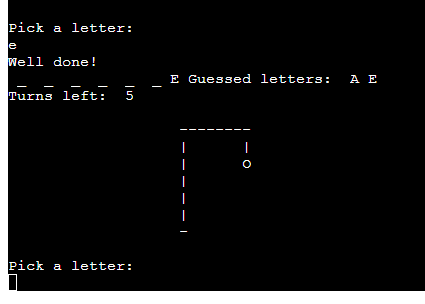 Pick a letter:
e
Well done!
_ _ _ _ _ _ E Guessed letters: A E
Turns left: 5
--------
| |
| O
|
|
|
-
Pick a letter: